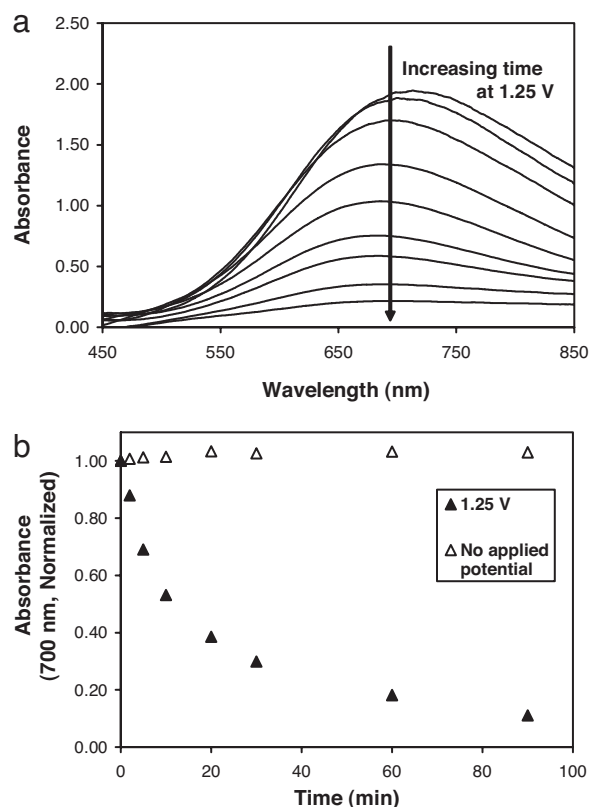 a
2.50
2.00
1.50
1.00
0.50
0.00
Absorbance
Increasing time
at 1.25 V
450
550
650
750
850
Wavelength (nm)
b
1.00
0.80
0.60
0.40
0.20
0.00
Absorbance
(700 nm, Normalized)
1.25 V
No applied
potential
0
20
40
60
80
100
Time (min)